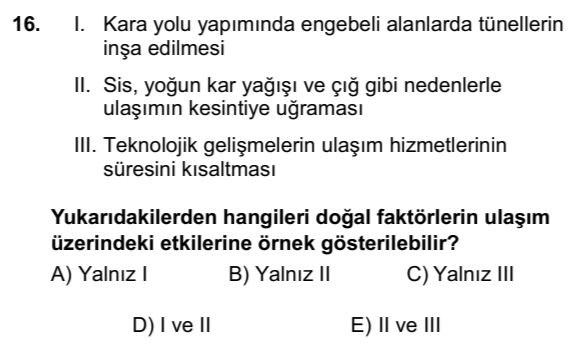 16. I. Kara yolu yapımında engebeli alanlarda tünellerin
inşa edilmesi
II. Sis, yoğun kar yağışı ve çığ gibi nedenlerle
ulaşımın kesintiye uğraması
III. Teknolojik gelişmelerin ulaşım hizmetlerinin
süresini kısaltması
Yukarıdakilerden hangileri doğal faktörlerin ulaşım
üzerindeki etkilerine örnek gösterilebilir?
A) Yalnız I B) Yalnız II C) Yalnız III
D) I ve II E) II ve III